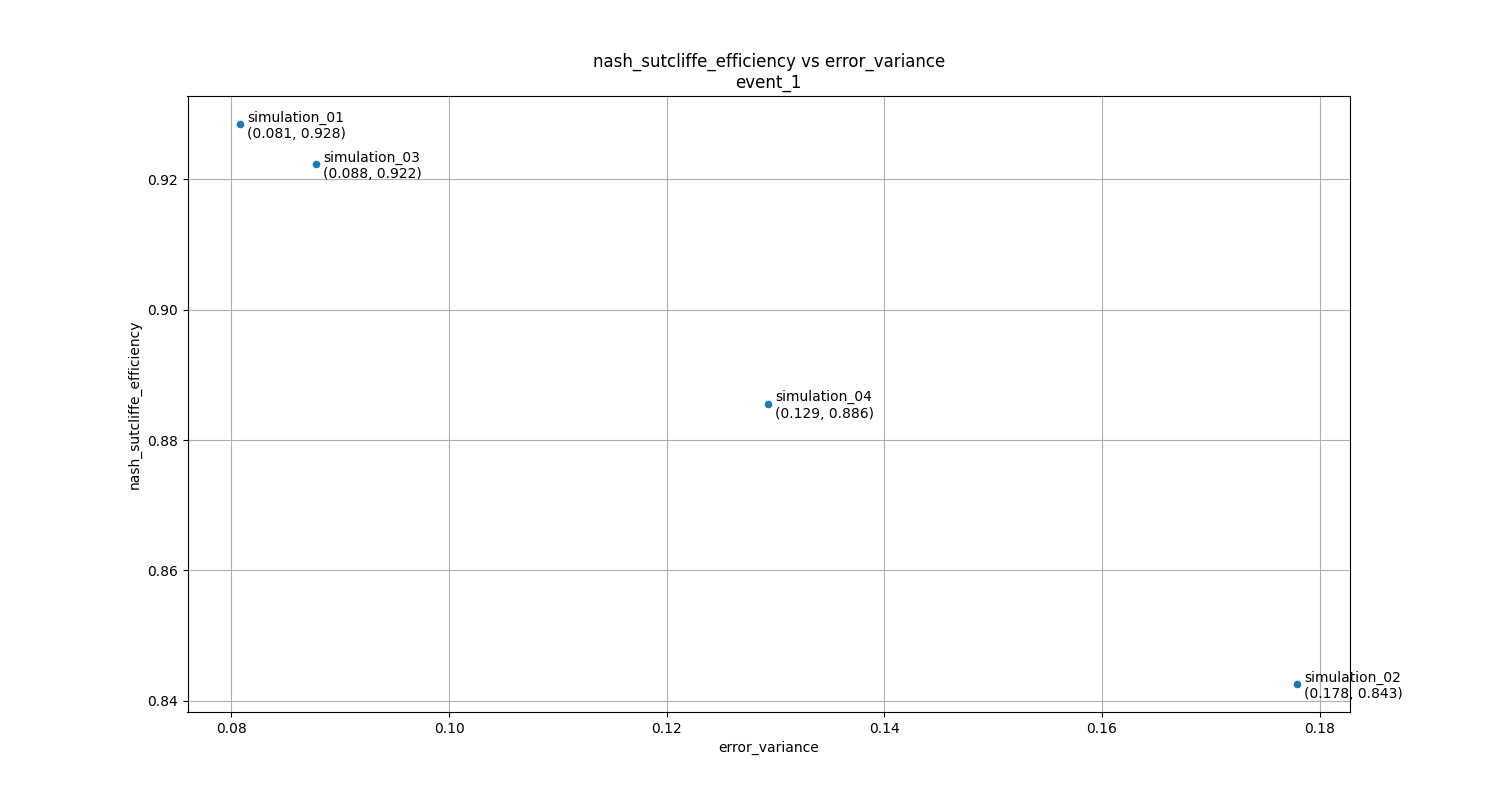 nash_sutcliffe_efficiency vs error_variance
event_1
simulation_01
(0.081, 0.928)
simulation_03
(0.088, 0.922)
simulation_04
(0.129, 0.886)
simulation_02
(0.178, 0.843)
nash_sutcliffe_efficiency
0.92
0.90
0.88
0.86
0.84
0.08
0.10
0.12
0.14
0.16
0.18
error_variance